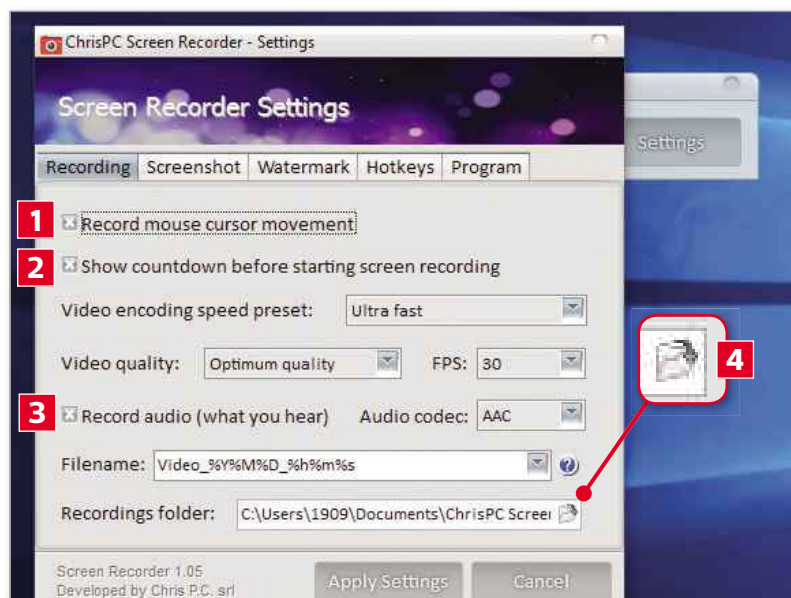 ChrisPC Screen Recorder - Settings
Screen Recorder Settings
Settings
Recording Screenshot Watermark Hotkeys Program
1 Record mouse cursor movement
2 Show countdown before starting screen recording
Video encoding speed preset: Ultra fast
Video quality: Optimum quality FPS: 30
4
3 Record audio (what you hear) Audio codec: AAC
Filename: Video_%Y%M%D_%h%m%s
Recordings folder: C:\Users\1909\Documents\ChrisPC Screer
Screen Recorder 1.05
Developed by Chris P.C. srl
Apply Settings Cancel